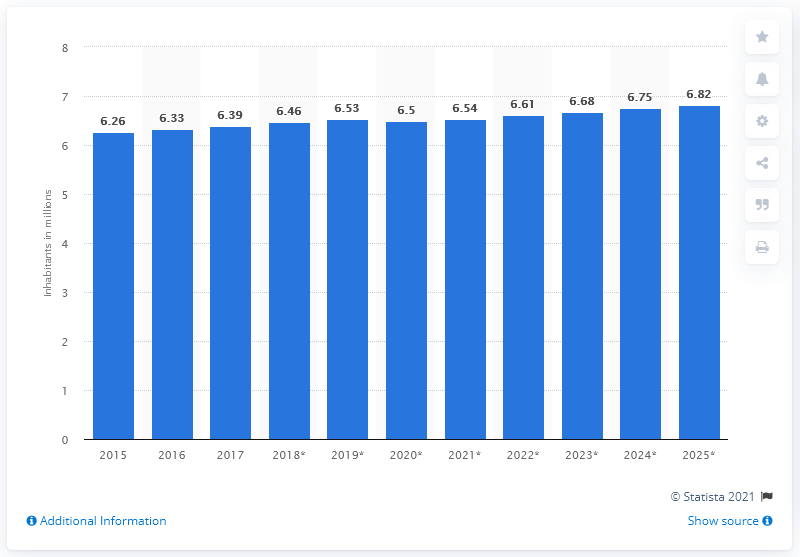 8
7
6
5
4
3
2
1
0
Inhabitants in millions
6.26 6.33 6.39 6.46 6.53 6.5 6.54 6.61 6.68 6.75 6.82
2015 2016 2017 2018* 2019* 2020* 2021* 2022* 2023* 2024* 2025*
© Statista 2021
Additional Information
Show source